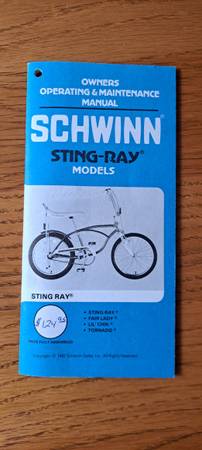 OWNERS
OPERATING & MAINTENANCE
MANUAL
SCHWINN®
STING-RAY®
MODELS
STING RAY®
$124.95
• STING-RAY®
• FAIR LADY®
• LIL' CHIK®
• TORNADO®